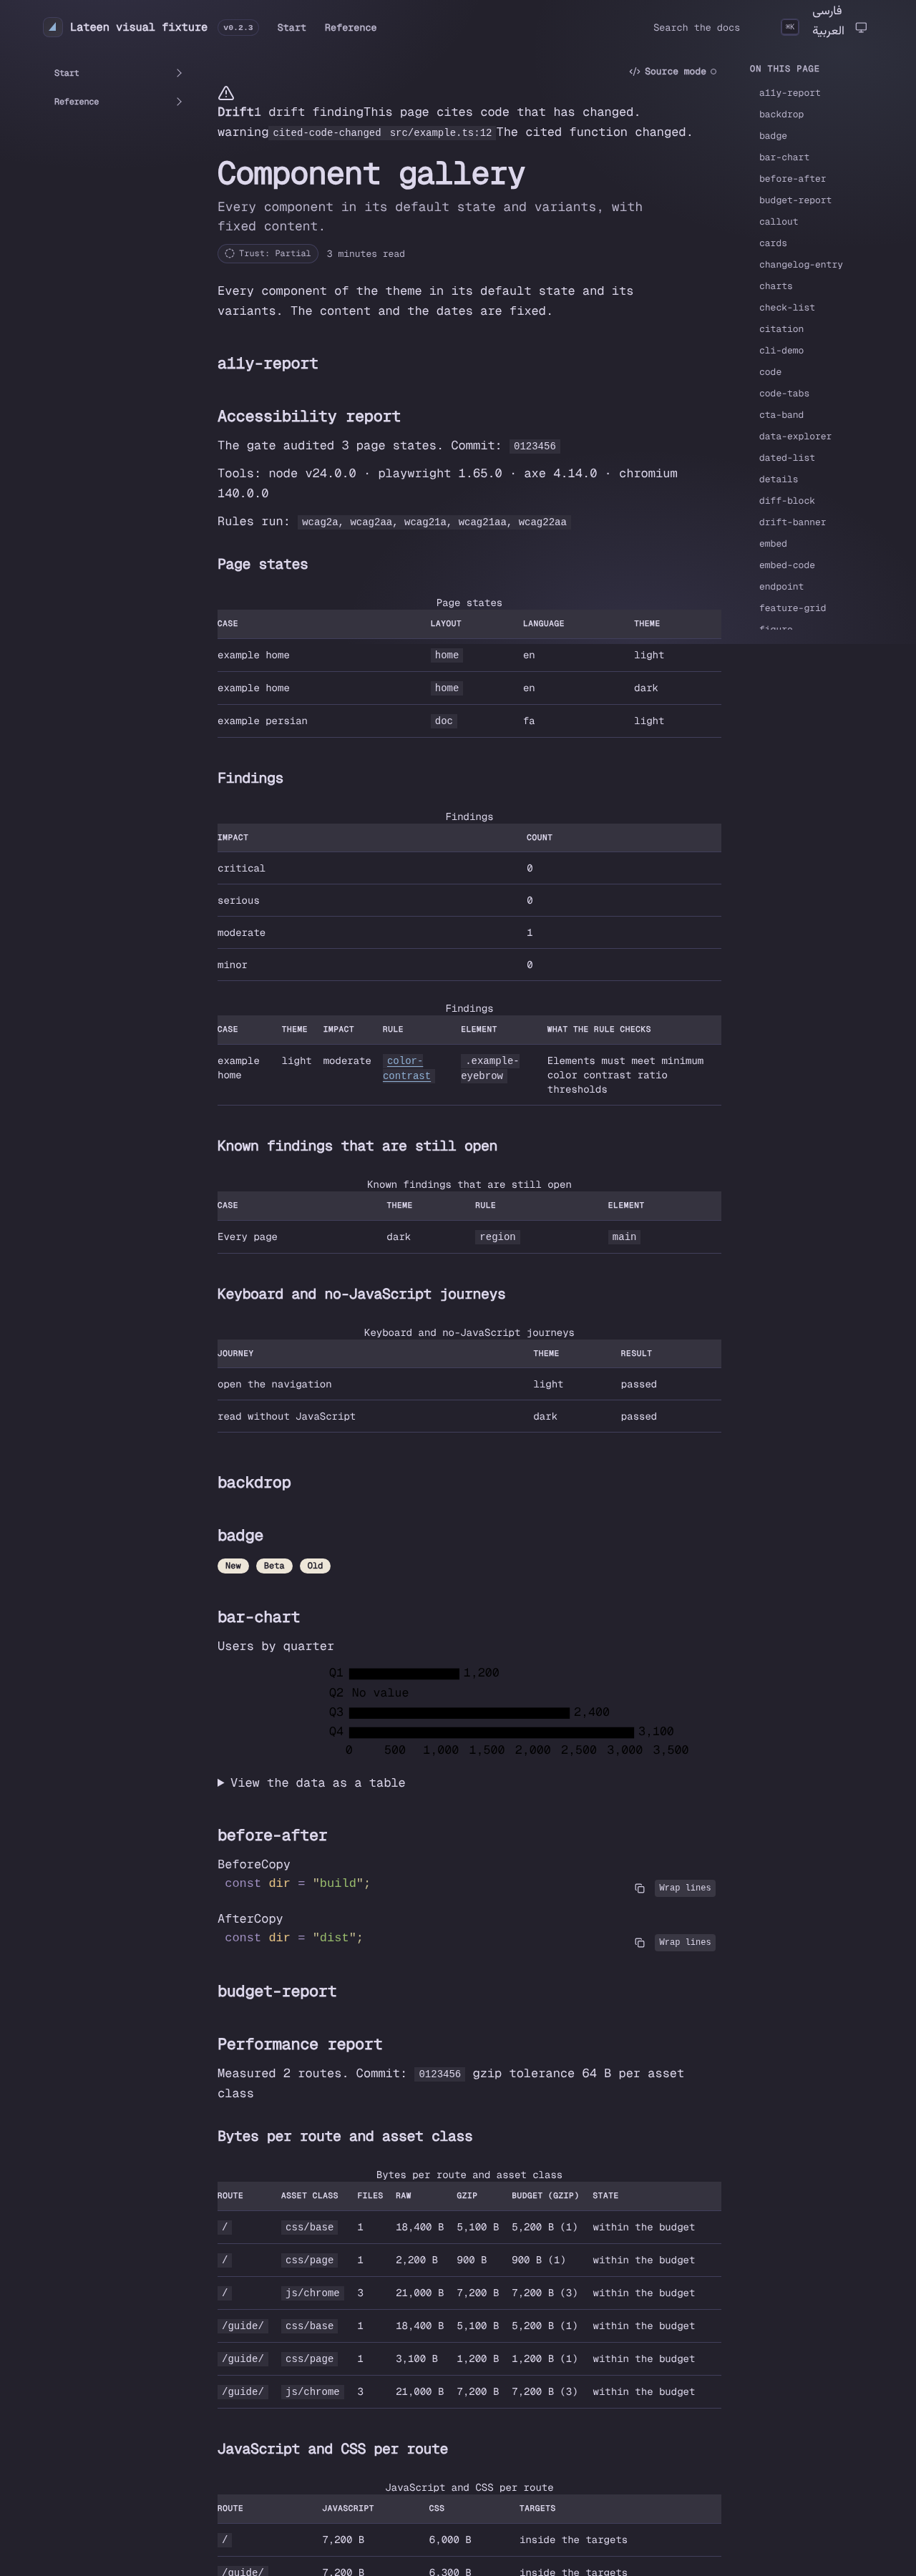 Lateen visual fixture v0.2.3 Start Reference Search the docs ⌘K فارسی العربية
Start
Reference
Source mode
Drift1 drift findingThis page cites code that has changed.
warning cited-code-changed src/example.ts:12 The cited function changed.
Component gallery
Every component in its default state and variants, with
fixed content.
Trust: Partial 3 minutes read
Every component of the theme in its default state and its
variants. The content and the dates are fixed.
a11y-report
Accessibility report
The gate audited 3 page states. Commit: 0123456
Tools: node v24.0.0 · playwright 1.65.0 · axe 4.14.0 · chromium
140.0.0
Rules run: wcag2a, wcag2aa, wcag21a, wcag21aa, wcag22aa
Page states
Page states
CASE LAYOUT LANGUAGE THEME
example home home en light
example home home en dark
example persian doc fa light
Findings
Findings
IMPACT COUNT
critical 0
serious 0
moderate 1
minor 0
Findings
CASE THEME IMPACT RULE ELEMENT WHAT THE RULE CHECKS
example home light moderate color-contrast .example-eyebrow Elements must meet minimum color contrast ratio thresholds
Known findings that are still open
Known findings that are still open
CASE THEME RULE ELEMENT
Every page dark region main
Keyboard and no-JavaScript journeys
Keyboard and no-JavaScript journeys
JOURNEY THEME RESULT
open the navigation light passed
read without JavaScript dark passed
backdrop
badge
New Beta Old
bar-chart
Users by quarter
Q1 1,200
Q2 No value
Q3 2,400
Q4 3,100
0 500 1,000 1,500 2,000 2,500 3,000 3,500
View the data as a table
before-after
BeforeCopy
const dir = "build"; Wrap lines
AfterCopy
const dir = "dist"; Wrap lines
budget-report
Performance report
Measured 2 routes. Commit: 0123456 gzip tolerance 64 B per asset
class
Bytes per route and asset class
Bytes per route and asset class
ROUTE ASSET CLASS FILES RAW GZIP BUDGET (GZIP) STATE
/ css/base 1 18,400 B 5,100 B 5,200 B (1) within the budget
/ css/page 1 2,200 B 900 B 900 B (1) within the budget
/ js/chrome 3 21,000 B 7,200 B 7,200 B (3) within the budget
/guide/ css/base 1 18,400 B 5,100 B 5,200 B (1) within the budget
/guide/ css/page 1 3,100 B 1,200 B 1,200 B (1) within the budget
/guide/ js/chrome 3 21,000 B 7,200 B 7,200 B (3) within the budget
JavaScript and CSS per route
JavaScript and CSS per route
ROUTE JAVASCRIPT CSS TARGETS
/ 7,200 B 6,000 B inside the targets
/guide/ 7,200 B 6,300 B inside the targets
ON THIS PAGE
a11y-report
backdrop
badge
bar-chart
before-after
budget-report
callout
cards
changelog-entry
charts
check-list
citation
cli-demo
code
code-tabs
cta-band
data-explorer
dated-list
details
diff-block
drift-banner
embed
embed-code
endpoint
feature-grid
figure